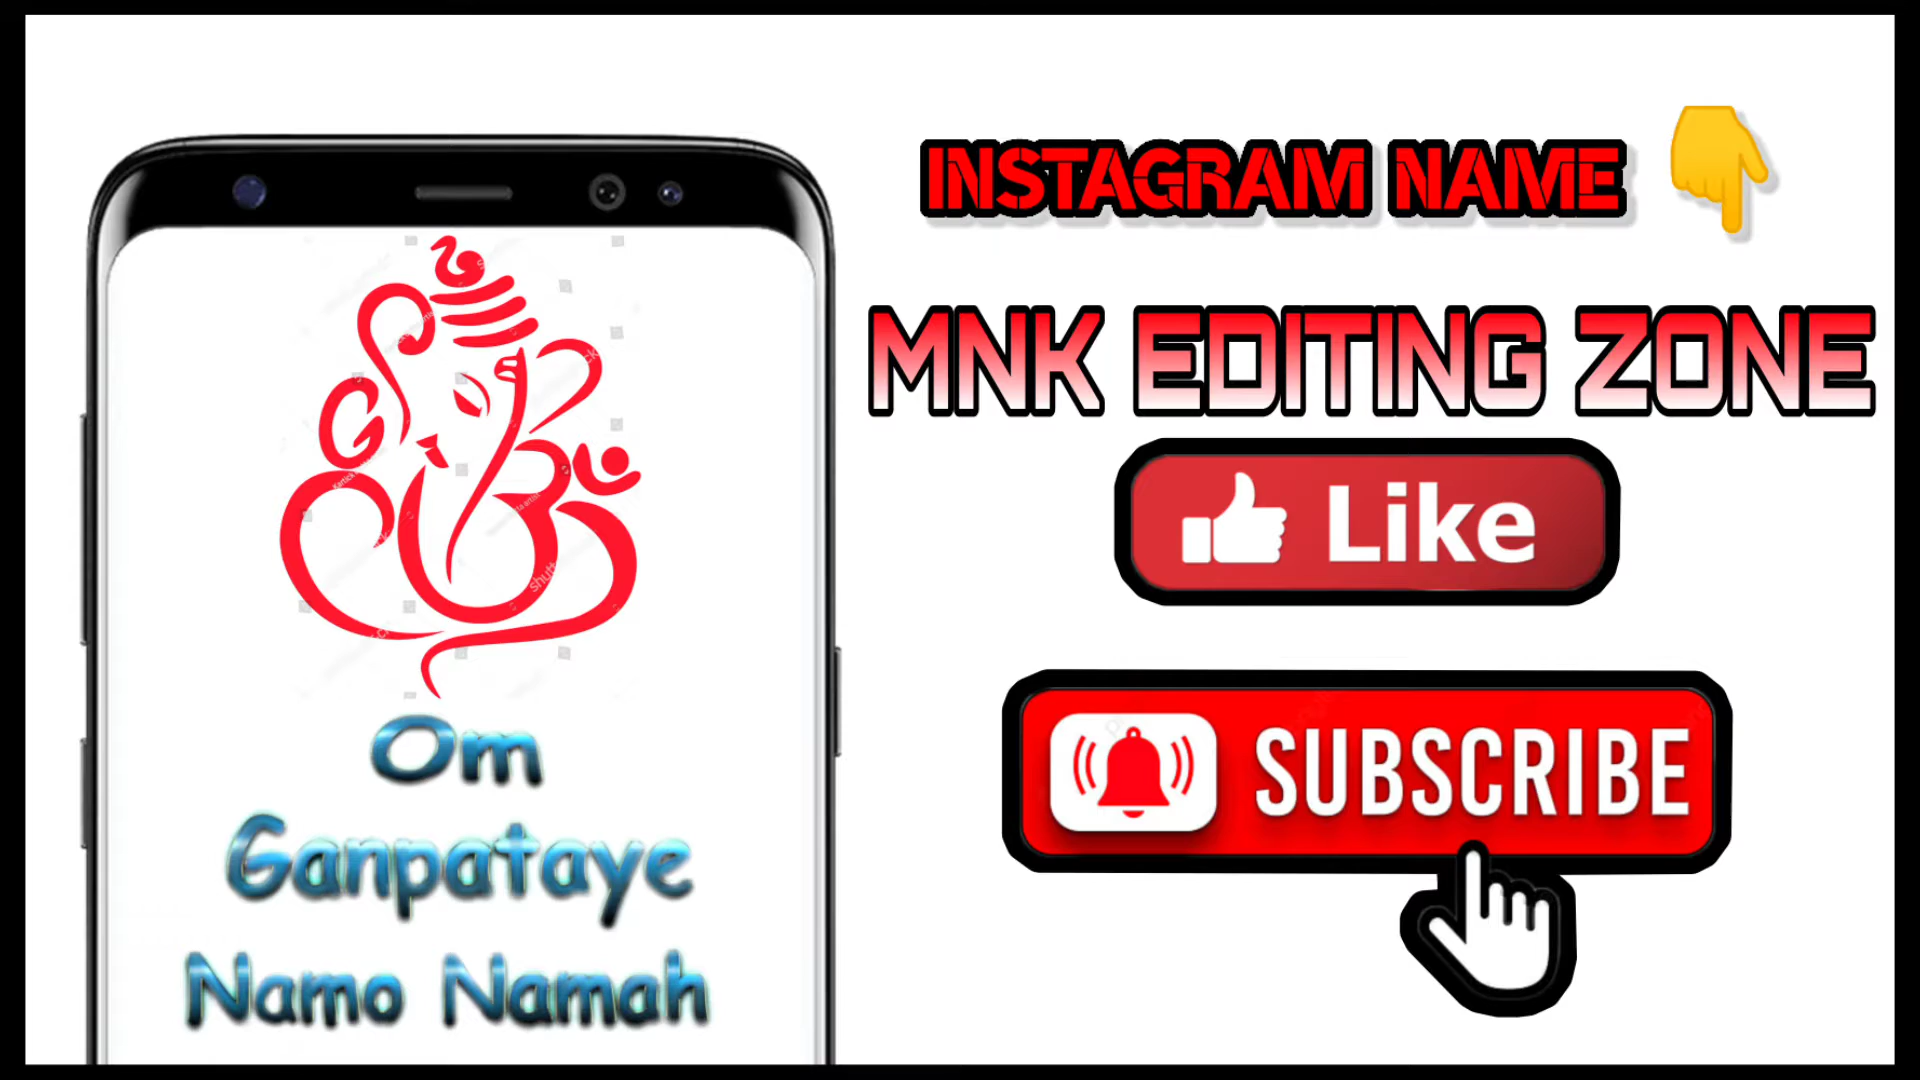 INSTAGRAM NAME 👇
MNK EDITING ZONE
Like
SUBSCRIBE
Om
Ganpataye
Namo Namah